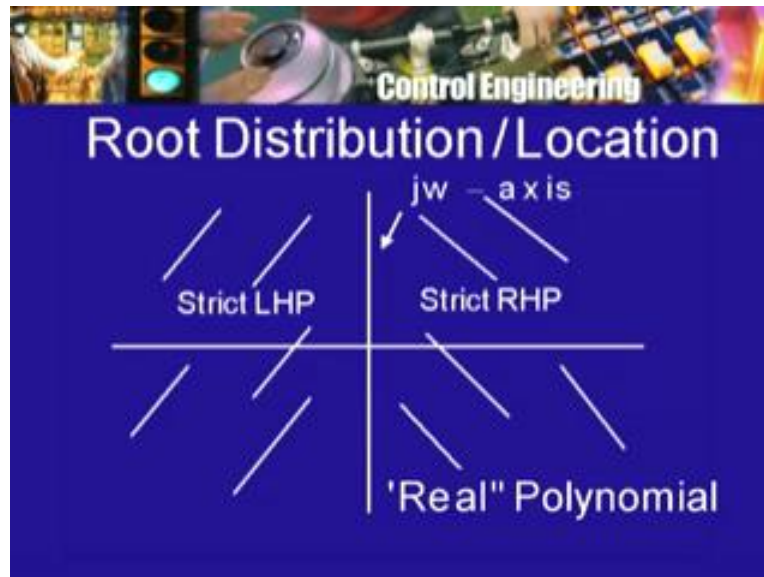 Control Engineering
Root Distribution/Location
jw - axis
Strict LHP
Strict RHP
'Real" Polynomial